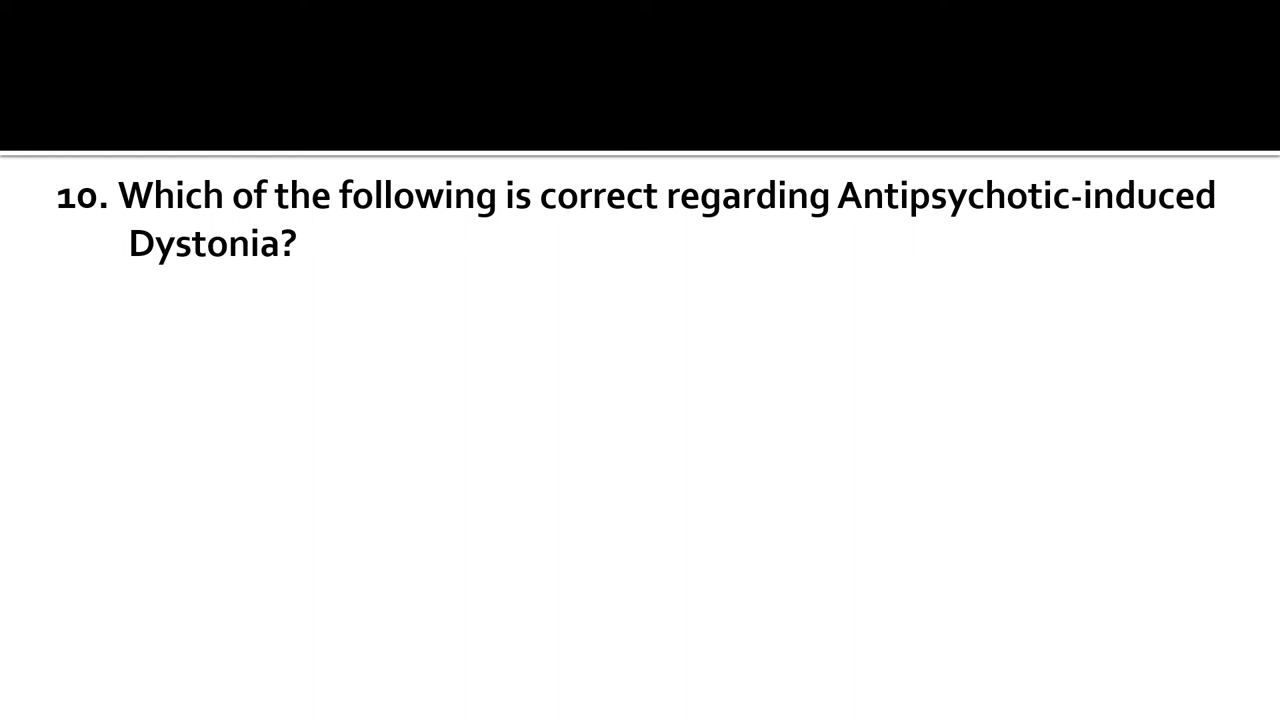 10. Which of the following is correct regarding Antipsychotic-induced
Dystonia?